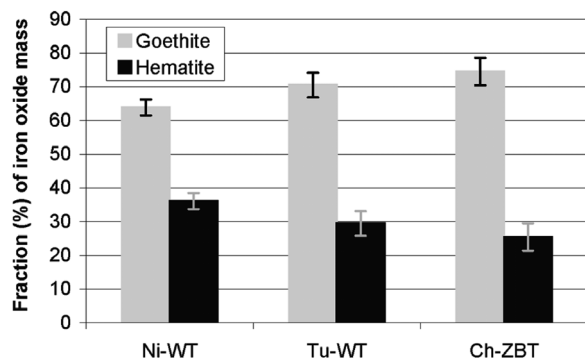 Fraction (%) of iron oxide mass
90
80
70
60
50
40
30
20
10
0
Goethite
Hematite
Ni-WT
Tu-WT
Ch-ZBT